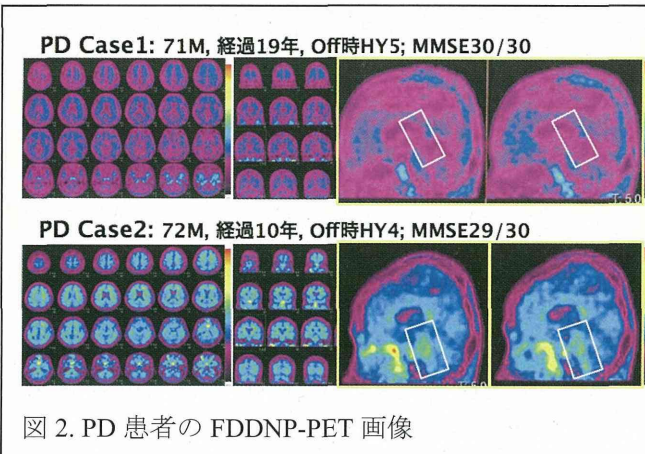 PD Case1: 71M, 経過19年, Off時HY5; MMSE30/30
PD Case2: 72M, 経過10年, Off時HY4; MMSE29/30
図 2. PD 患者の FDDNP-PET 画像